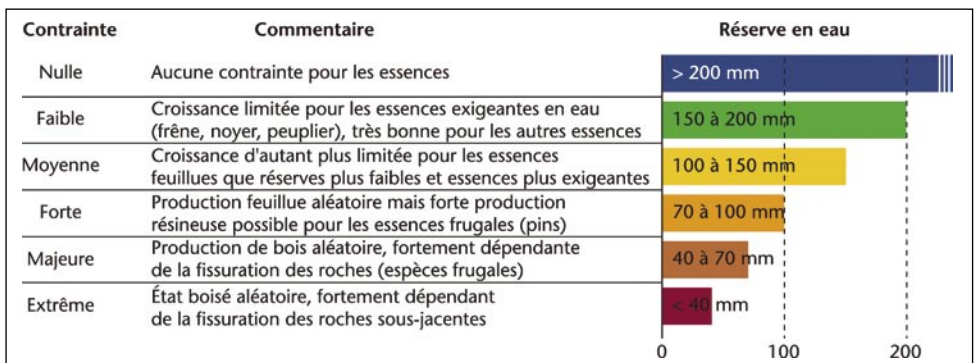 Contrainte Commentaire Réserve en eau
Nulle Aucune contrainte pour les essences > 200 mm
Faible Croissance limitée pour les essences exigeantes en eau
(frêne, noyer, peuplier), très bonne pour les autres essences 150 à 200 mm
Moyenne Croissance d'autant plus limitée pour les essences
feuillues que réserves plus faibles et essences plus exigeantes 100 à 150 mm
Forte Production feuillue aléatoire mais forte production
résineuse possible pour les essences frugales (pins) 70 à 100 mm
Majeure Production de bois aléatoire, fortement dépendante
de la fissuration des roches (espèces frugales) 40 à 70 mm
Extrême État boisé aléatoire, fortement dépendant
de la fissuration des roches sous-jacentes < 40 mm
0 100 200